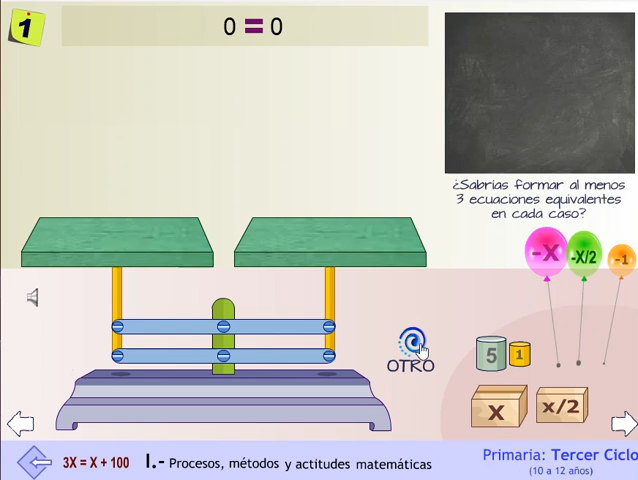 1
0 = 0
¿Sabrías formar al menos
3 ecuaciones equivalentes
en cada caso?
-X
-X/2
-1
5
1
OTRO
X
x/2
3X = X + 100
I.- Procesos, métodos y actitudes matemáticas
Primaria: Tercer Ciclo
(10 a 12 años)